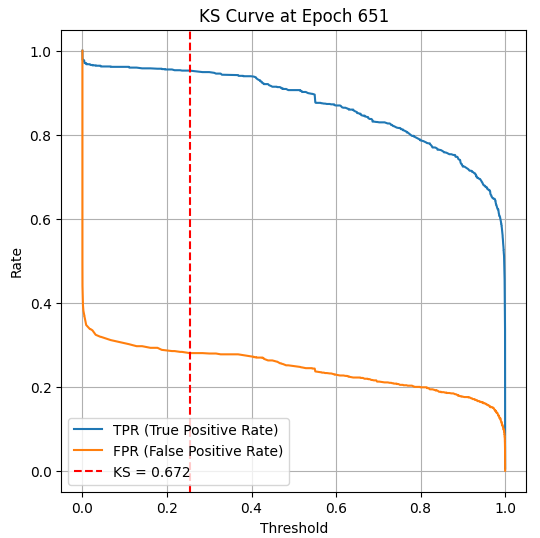 KS Curve at Epoch 651
1.0
0.8
0.6
0.4
0.2
0.0
Rate
TPR (True Positive Rate)
FPR (False Positive Rate)
KS = 0.672
0.0 0.2 0.4 0.6 0.8 1.0
Threshold